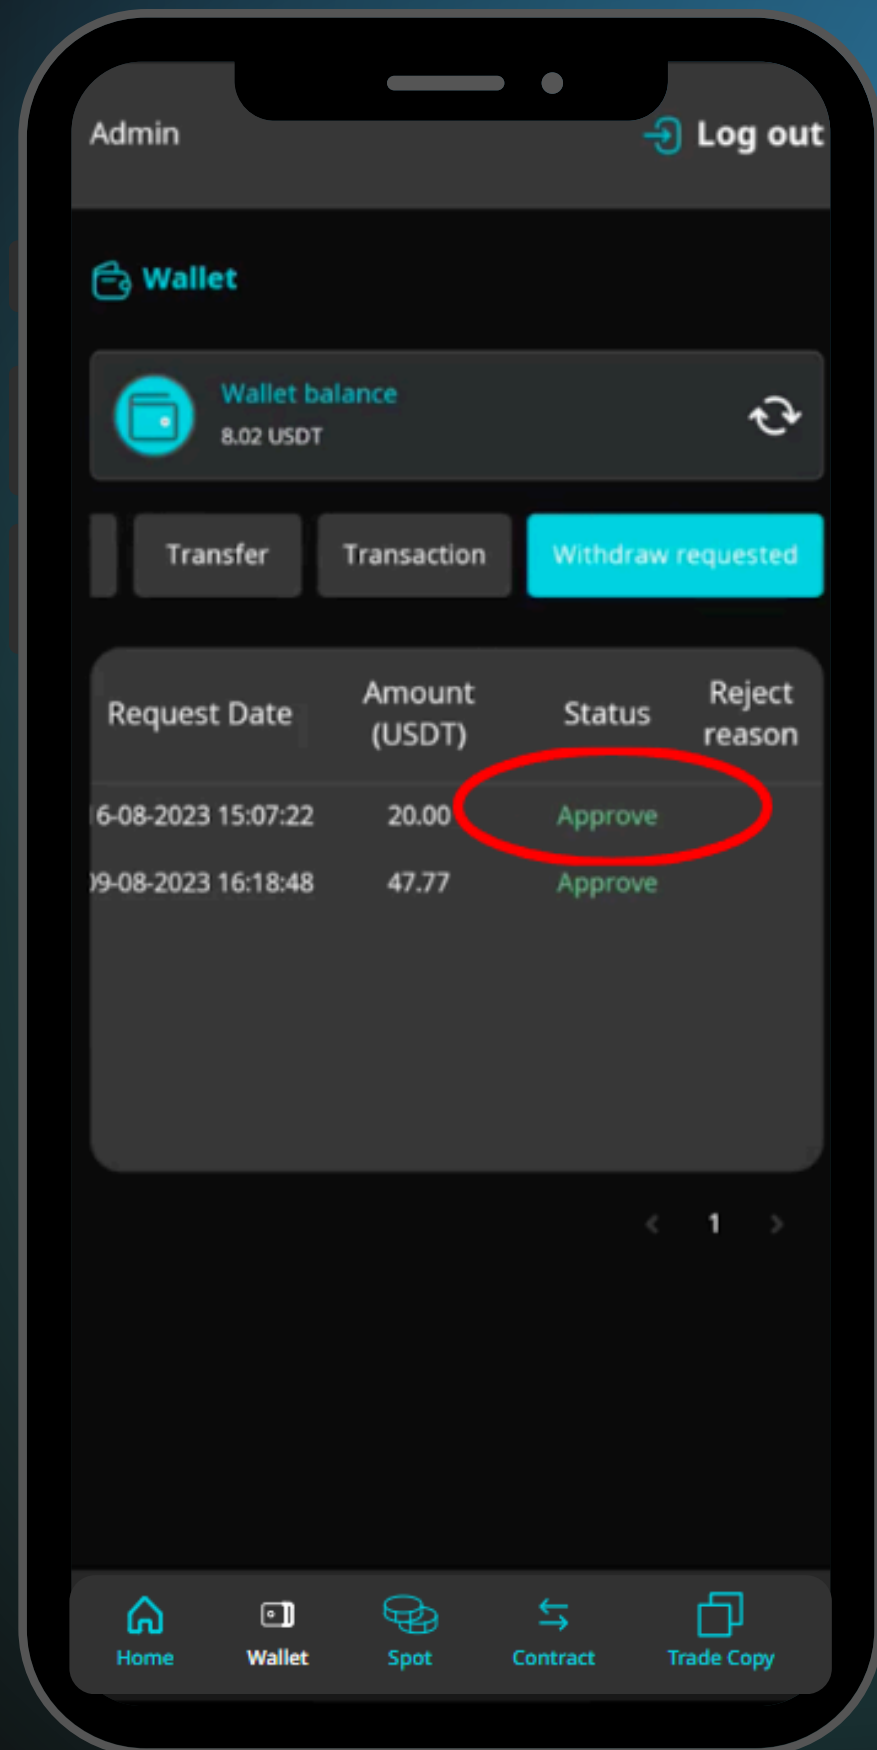 Admin
Log out
Wallet
Wallet balance
8.02 USDT
Transfer
Transaction
Withdraw requested
Request Date
Amount
(USDT)
Status
Reject
reason
6-08-2023 15:07:22
20.00
Approve
9-08-2023 16:18:48
47.77
Approve
1
Home
Wallet
Spot
Contract
Trade Copy